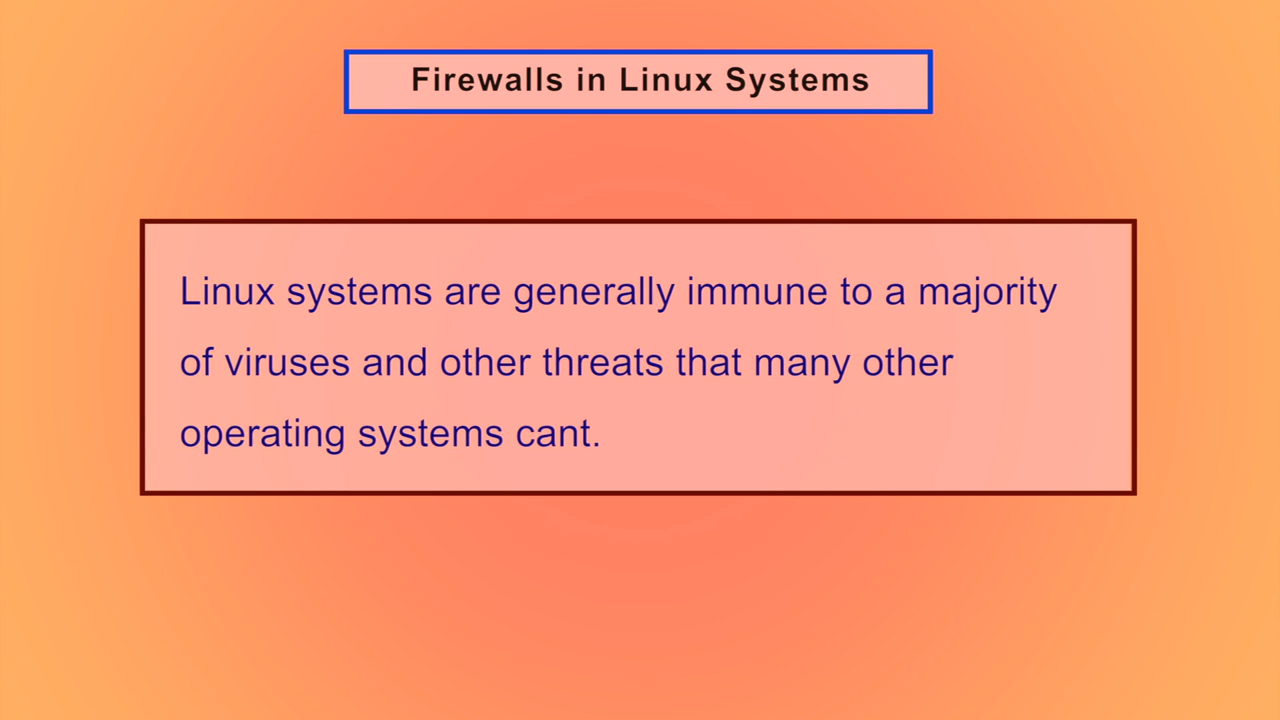 Firewalls in Linux Systems
Linux systems are generally immune to a majority
of viruses and other threats that many other
operating systems cant.